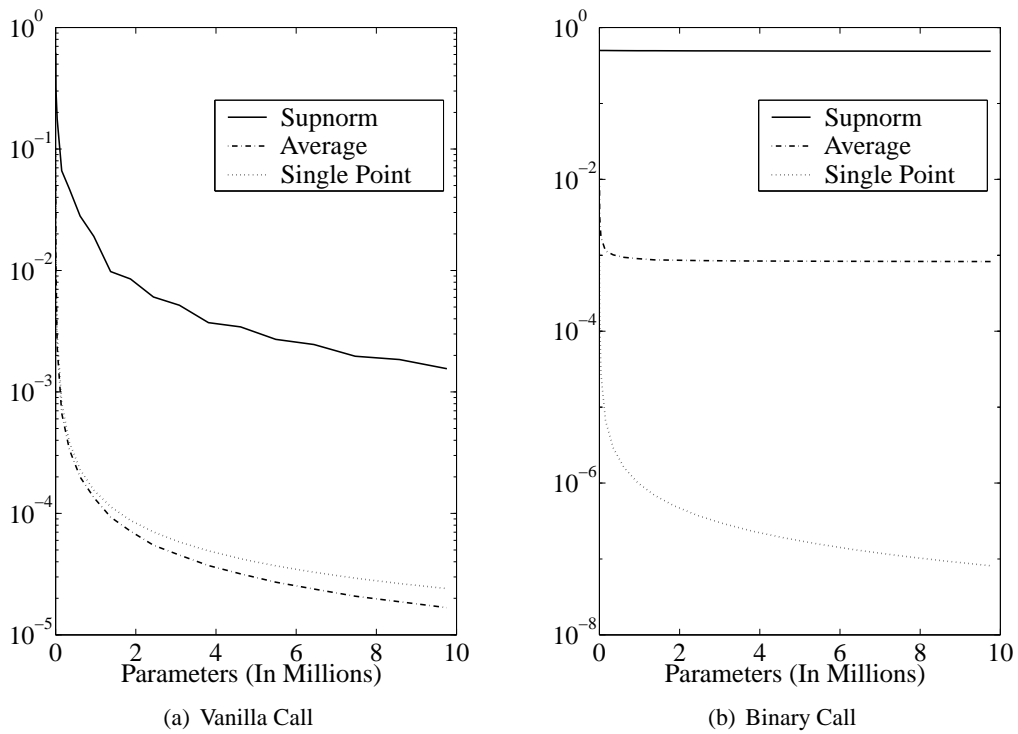 10^0
10^−1
10^−2
10^−3
10^−4
10^−5
0 2 4 6 8 10
Supnorm
Average
Single Point
Parameters (In Millions)
(a) Vanilla Call
10^0
10^−2
10^−4
10^−6
10^−8
0 2 4 6 8 10
Supnorm
Average
Single Point
Parameters (In Millions)
(b) Binary Call